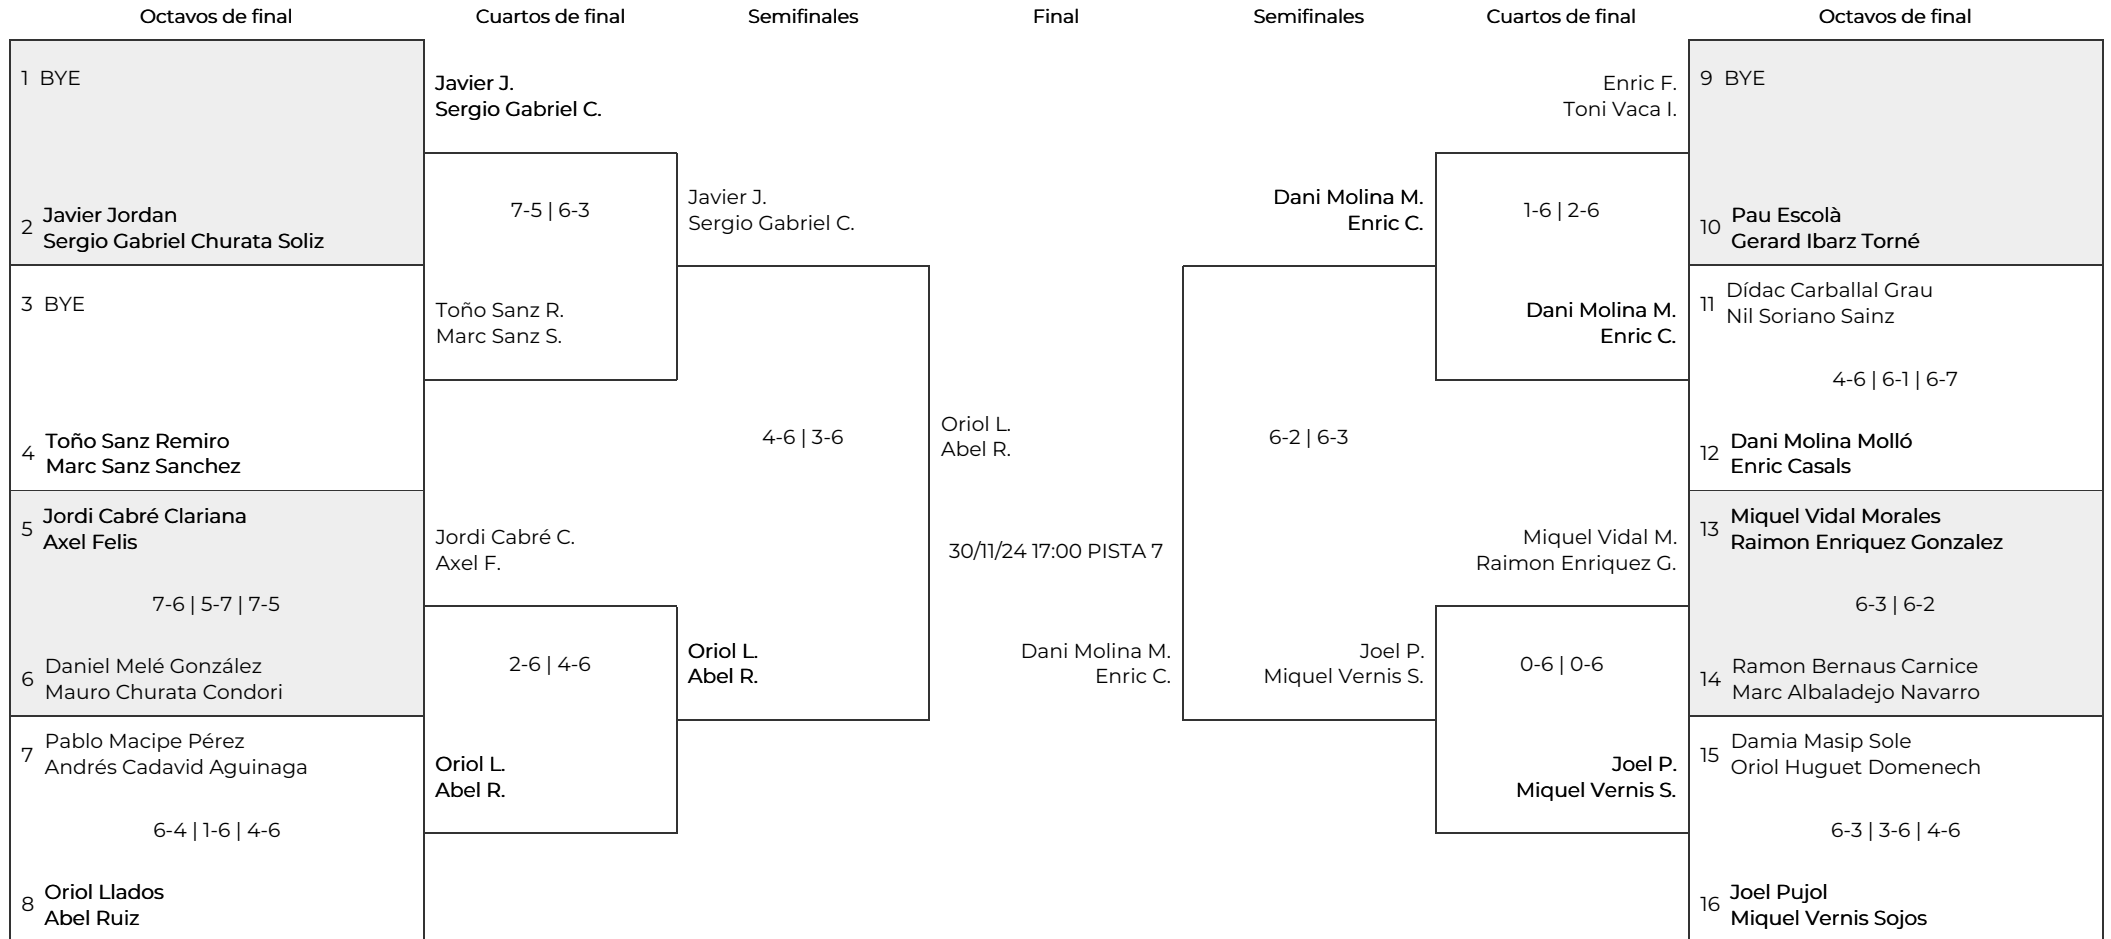 Octavos de final
Cuartos de final
Semifinales
Final
Semifinales
Cuartos de final
Octavos de final
1 BYE
2 Javier Jordan
Sergio Gabriel Churata Soliz
3 BYE
4 Toño Sanz Remiro
Marc Sanz Sanchez
5 Jordi Cabré Clariana
Axel Felis
7-6 | 5-7 | 7-5
6 Daniel Melé González
Mauro Churata Condori
7 Pablo Macipe Pérez
Andrés Cadavid Aguinaga
6-4 | 1-6 | 4-6
8 Oriol Llados
Abel Ruiz
Javier J.
Sergio Gabriel C.
7-5 | 6-3
Toño Sanz R.
Marc Sanz S.
Jordi Cabré C.
Axel F.
2-6 | 4-6
Oriol L.
Abel R.
Javier J.
Sergio Gabriel C.
4-6 | 3-6
Oriol L.
Abel R.
Oriol L.
Abel R.
30/11/24 17:00 PISTA 7
Dani Molina M.
Enric C.
Dani Molina M.
Enric C.
6-2 | 6-3
Joel P.
Miquel Vernis S.
Enric F.
Toni Vaca I.
1-6 | 2-6
Dani Molina M.
Enric C.
Miquel Vidal M.
Raimon Enriquez G.
0-6 | 0-6
Joel P.
Miquel Vernis S.
9 BYE
10 Pau Escolà
Gerard Ibarz Torné
11 Dídac Carballal Grau
Nil Soriano Sainz
4-6 | 6-1 | 6-7
12 Dani Molina Molló
Enric Casals
13 Miquel Vidal Morales
Raimon Enriquez Gonzalez
6-3 | 6-2
14 Ramon Bernaus Carnice
Marc Albaladejo Navarro
15 Damia Masip Sole
Oriol Huguet Domenech
6-3 | 3-6 | 4-6
16 Joel Pujol
Miquel Vernis Sojos